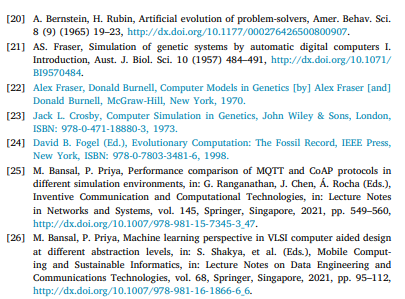 [20] A. Bernstein, H. Rubin, Artificial evolution of problem-solvers, Amer. Behav. Sci.
8 (9) (1965) 19–23, http://dx.doi.org/10.1177/000276426500800907.
[21] AS. Fraser, Simulation of genetic systems by automatic digital computers I.
Introduction, Aust. J. Biol. Sci. 10 (1957) 484–491, http://dx.doi.org/10.1071/
BI9570484.
[22] Alex Fraser, Donald Burnell, Computer Models in Genetics [by] Alex Fraser [and]
Donald Burnell, McGraw-Hill, New York, 1970.
[23] Jack L. Crosby, Computer Simulation in Genetics, John Wiley & Sons, London,
ISBN: 978-0-471-18880-3, 1973.
[24] David B. Fogel (Ed.), Evolutionary Computation: The Fossil Record, IEEE Press,
New York, ISBN: 978-0-7803-3481-6, 1998.
[25] M. Bansal, P. Priya, Performance comparison of MQTT and CoAP protocols in
different simulation environments, in: G. Ranganathan, J. Chen, Á. Rocha (Eds.),
Inventive Communication and Computational Technologies, in: Lecture Notes
in Networks and Systems, vol. 145, Springer, Singapore, 2021, pp. 549–560,
http://dx.doi.org/10.1007/978-981-15-7345-3_47.
[26] M. Bansal, P. Priya, Machine learning perspective in VLSI computer aided design
at different abstraction levels, in: S. Shakya, et al. (Eds.), Mobile Comput-
ing and Sustainable Informatics, in: Lecture Notes on Data Engineering and
Communications Technologies, vol. 68, Springer, Singapore, 2021, pp. 95–112,
http://dx.doi.org/10.1007/978-981-16-1866-6_6.